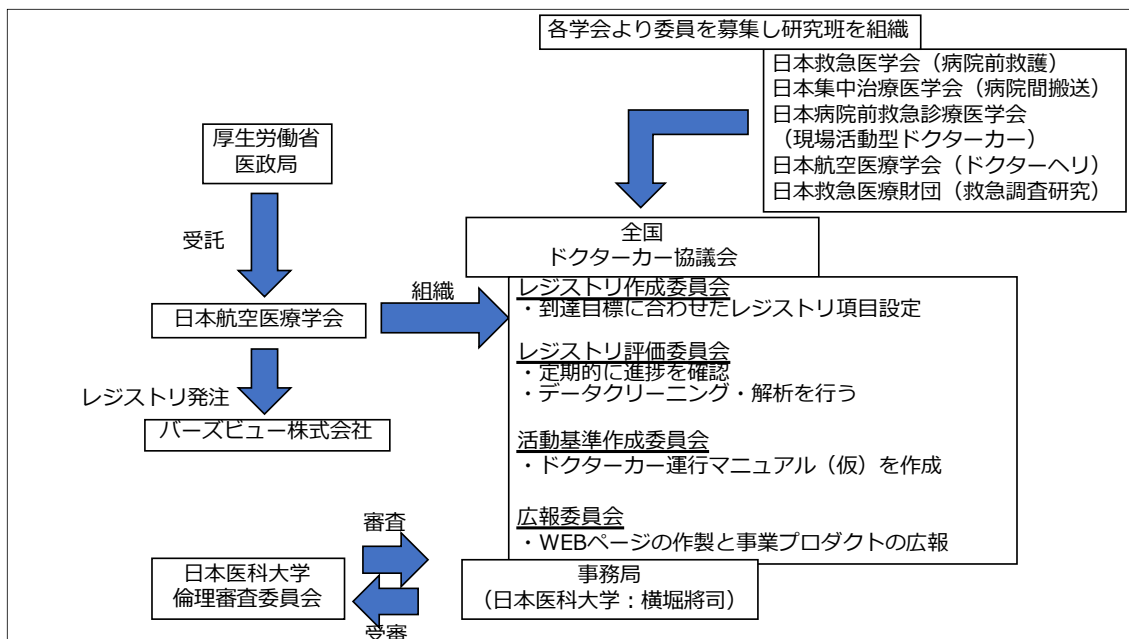 各学会より委員を募集し研究班を組織
日本救急医学会（病院前救護）
日本集中治療医学会（病院間搬送）
日本病院前救急診療医学会
（現場活動型ドクターカー）
日本航空医療学会（ドクターヘリ）
日本救急医療財団（救急調査研究）
厚生労働省
医政局
受託
日本航空医療学会
組織
レジストリ発注
バーズビュー株式会社
全国
ドクターカー協議会
レジストリ作成委員会
・到達目標に合わせたレジストリ項目設定
レジストリ評価委員会
・定期的に進捗を確認
・データクリーニング・解析を行う
活動基準作成委員会
・ドクターカー運行マニュアル（仮）を作成
広報委員会
・WEBページの作製と事業プロダクトの広報
事務局
（日本医科大学：横堀將司）
審査
日本医科大学
倫理審査委員会
受審